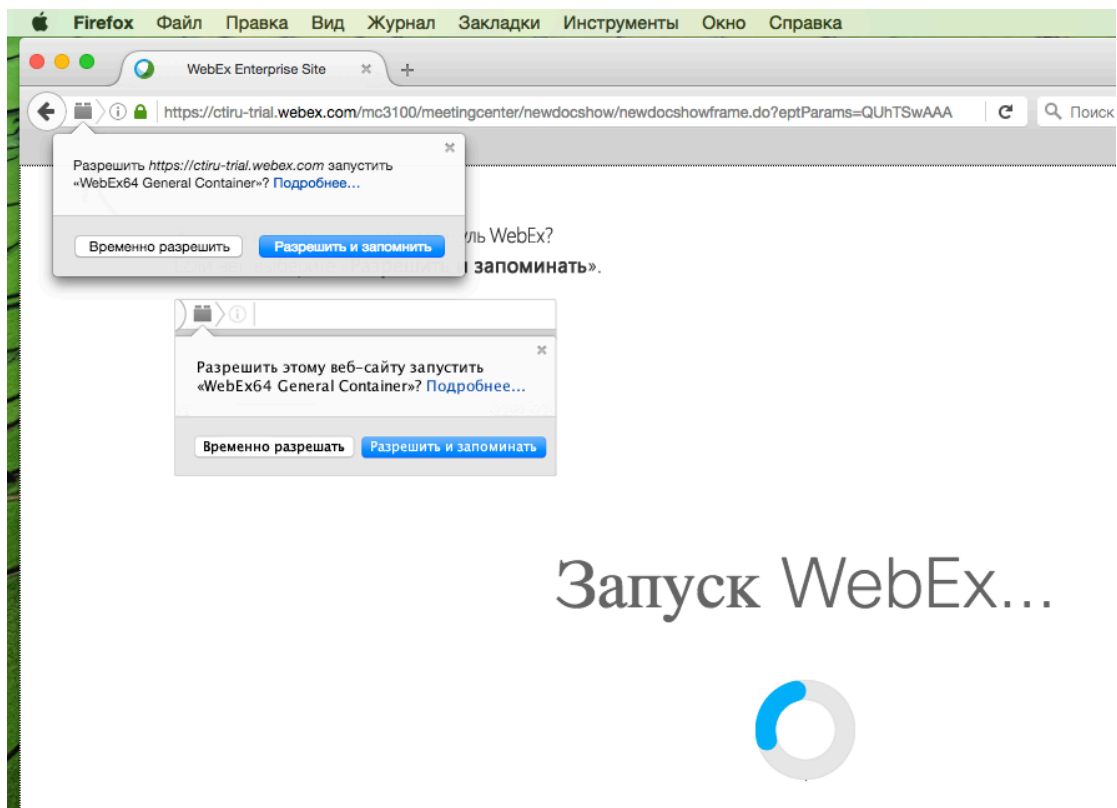 Firefox Файл Правка Вид Журнал Закладки Инструменты Окно Справка
WebEx Enterprise Site
https://ctiru-trial.webex.com/mc3100/meetingcenter/newdocshow/newdocshowframe.do?eptParams=QUhTSwAAA
Поиск
Разрешить https://ctiru-trial.webex.com запустить
«WebEx64 General Container»? Подробнее…
Временно разрешить Разрешить и запомнить
WebEx?
запоминать».
Разрешить этому веб-сайту запустить
«WebEx64 General Container»? Подробнее…
Временно разрешать Разрешить и запоминать
Запуск WebEx...